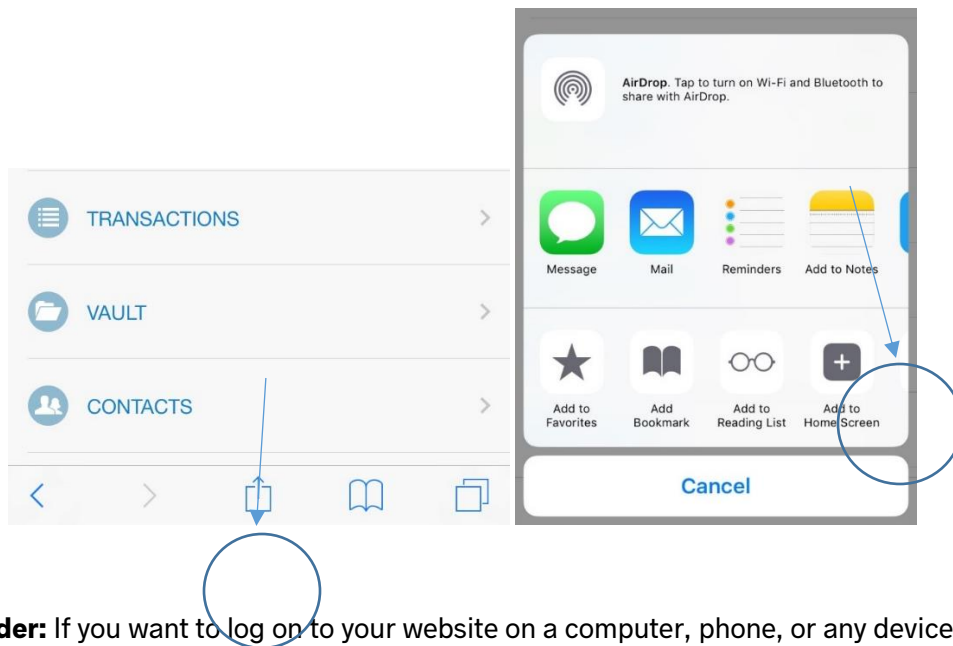 TRANSACTIONS
VAULT
CONTACTS
AirDrop. Tap to turn on Wi-Fi and Bluetooth to
share with AirDrop.
Message Mail Reminders Add to Notes
Add to Favorites Add Bookmark Add to Reading List Add to Home Screen
Cancel
der: If you want to log on to your website on a computer, phone, or any device